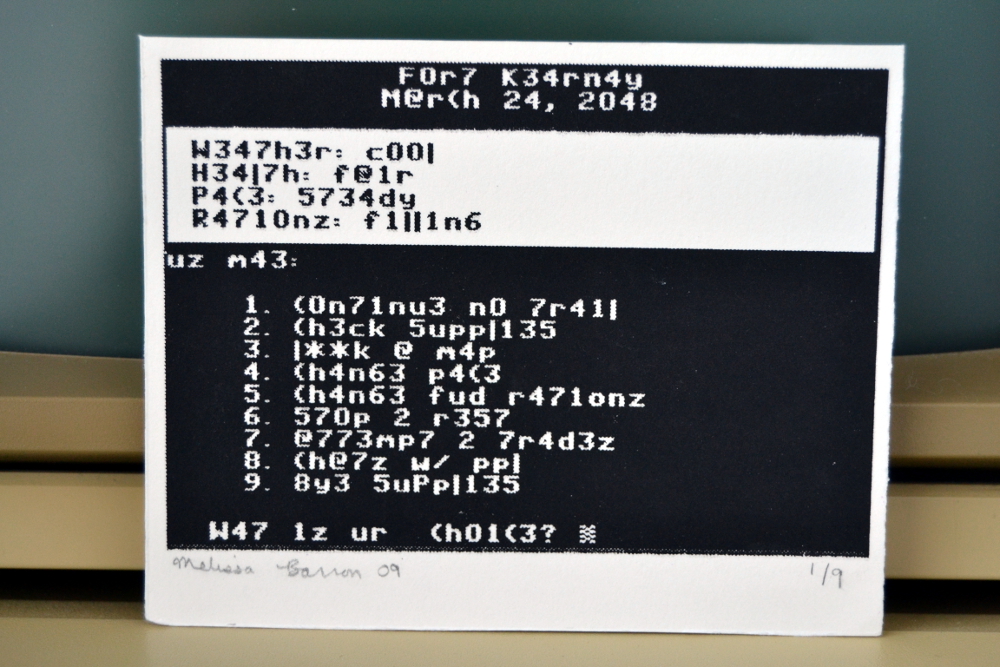 F0r7 K34rn4y
M@r(h 24, 2048
W347h3r: c00|
H34|7h: f@1r
P4(3: 5734dy
R4710nz: f1||1n6
uz m43:
1. (0n71nu3 n0 7r41|
2. (h3ck 5upp|135
3. |**k @ m4p
4. (h4n63 p4(3
5. (h4n63 fud r471onz
6. 570p 2 r357
7. @773mp7 2 7r4d3z
8. (h@7z w/ pp|
9. 8y3 5uPp|135
W47 1z ur (h01(3? ▒
Melissa Barron 09
1/9